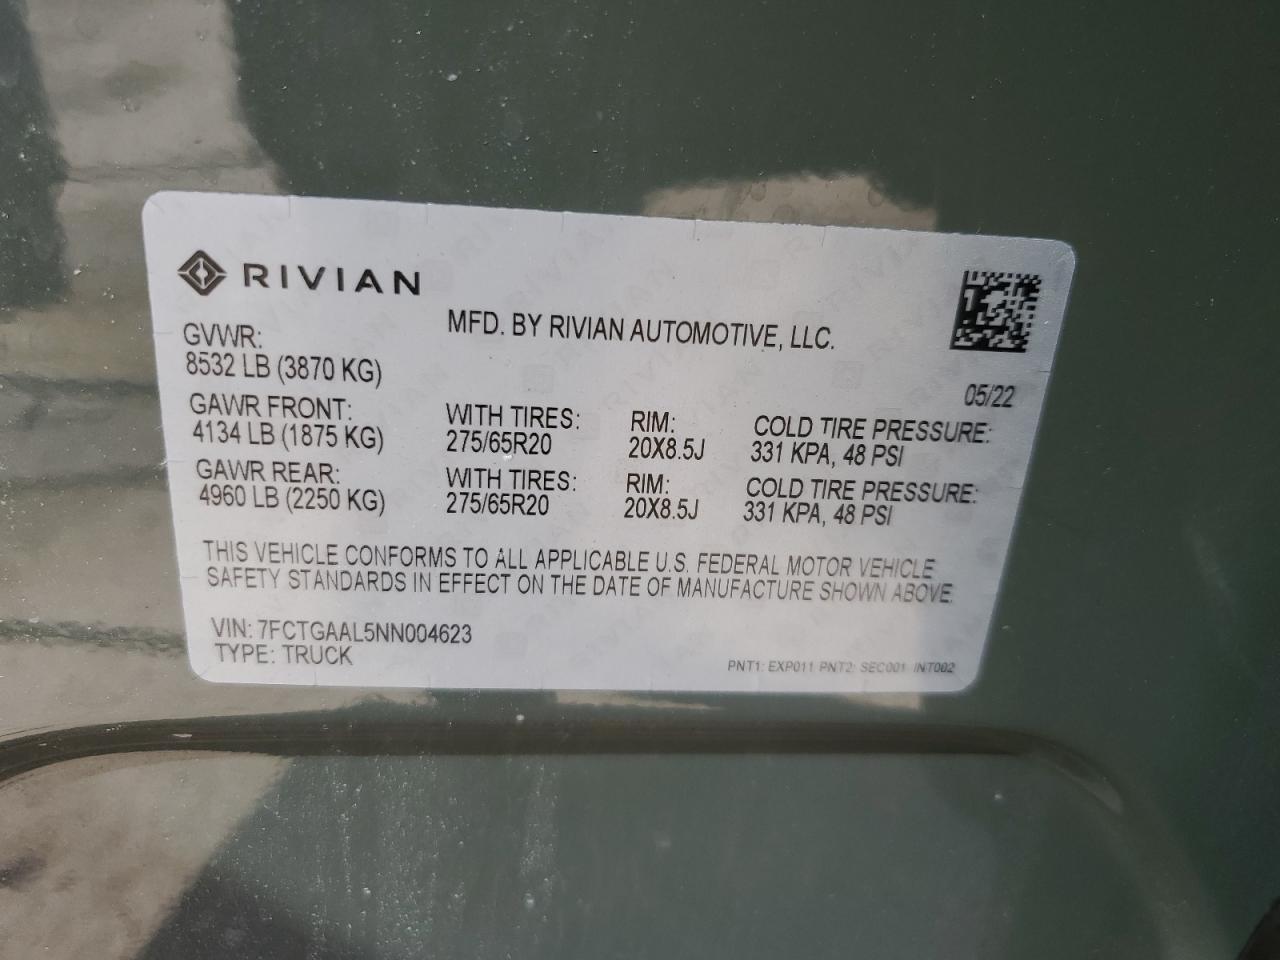 RIVIAN
MFD. BY RIVIAN AUTOMOTIVE, LLC.
GVWR:
8532 LB (3870 KG)
05/22
GAWR FRONT: WITH TIRES: RIM: COLD TIRE PRESSURE:
4134 LB (1875 KG) 275/65R20 20X8.5J 331 KPA, 48 PSI
GAWR REAR: WITH TIRES: RIM: COLD TIRE PRESSURE:
4960 LB (2250 KG) 275/65R20 20X8.5J 331 KPA, 48 PSI
THIS VEHICLE CONFORMS TO ALL APPLICABLE U.S. FEDERAL MOTOR VEHICLE
SAFETY STANDARDS IN EFFECT ON THE DATE OF MANUFACTURE SHOWN ABOVE.
VIN: 7FCTGAAL5NN004623
TYPE: TRUCK
PNT1: EXP011 PNT2: SEC001 INT002